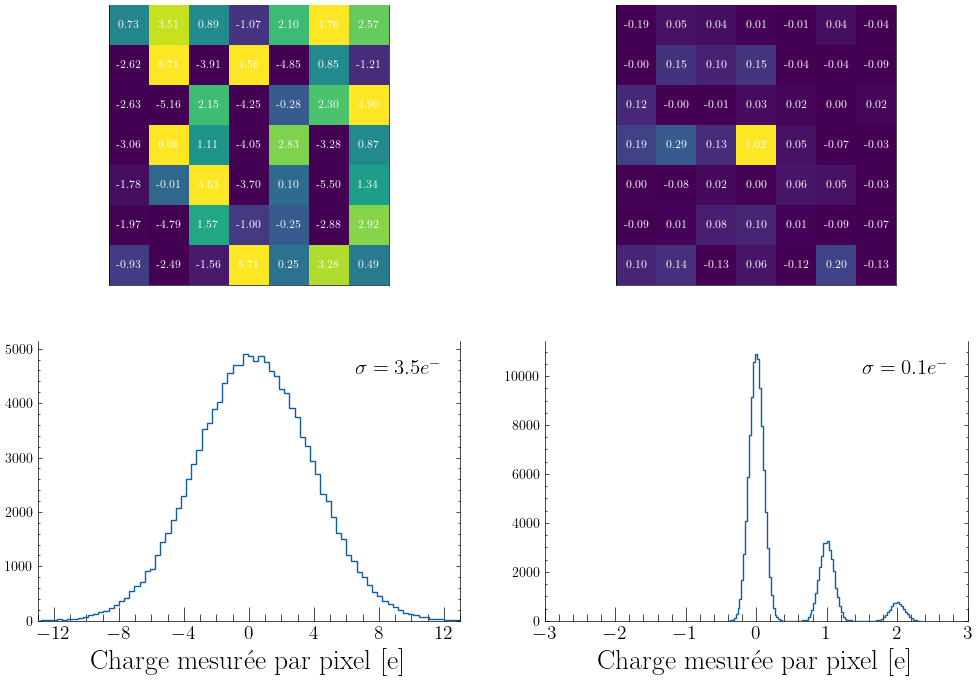 0.73 3.51 0.89 -1.07 2.10 4.76 2.57
-2.62 8.71 -3.91 4.56 -4.85 0.85 -1.21
-2.63 -5.16 2.15 -4.25 -0.28 2.30 4.90
-3.06 6.06 1.11 -4.05 2.83 -3.28 0.87
-1.78 -0.01 4.63 -3.70 0.10 -5.50 1.34
-1.97 -4.79 1.57 -1.00 -0.25 -2.88 2.92
-0.93 -2.49 -1.56 5.71 0.25 3.28 0.49
-0.19 0.05 0.04 0.01 -0.01 0.04 -0.04
-0.00 0.15 0.10 0.15 -0.04 -0.04 -0.09
0.12 -0.00 -0.01 0.03 0.02 0.00 0.02
0.19 0.29 0.13 1.02 0.05 -0.07 -0.03
0.00 -0.08 0.02 0.00 0.06 0.05 -0.03
-0.09 0.01 0.08 0.10 0.01 -0.09 -0.07
0.10 0.14 -0.13 0.06 -0.12 0.20 -0.13
σ = 3.5e⁻
5000
4000
3000
2000
1000
0
−12 −8 −4 0 4 8 12
Charge mesurée par pixel [e]
σ = 0.1e⁻
10000
8000
6000
4000
2000
0
−3 −2 −1 0 1 2 3
Charge mesurée par pixel [e]